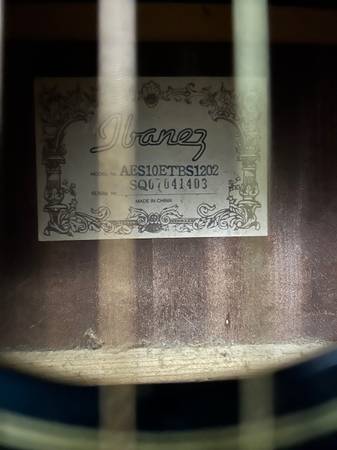 Ibanez
MODEL NO. AES10ETBS1202
SERIAL NO. SQ07041403
MADE IN CHINA